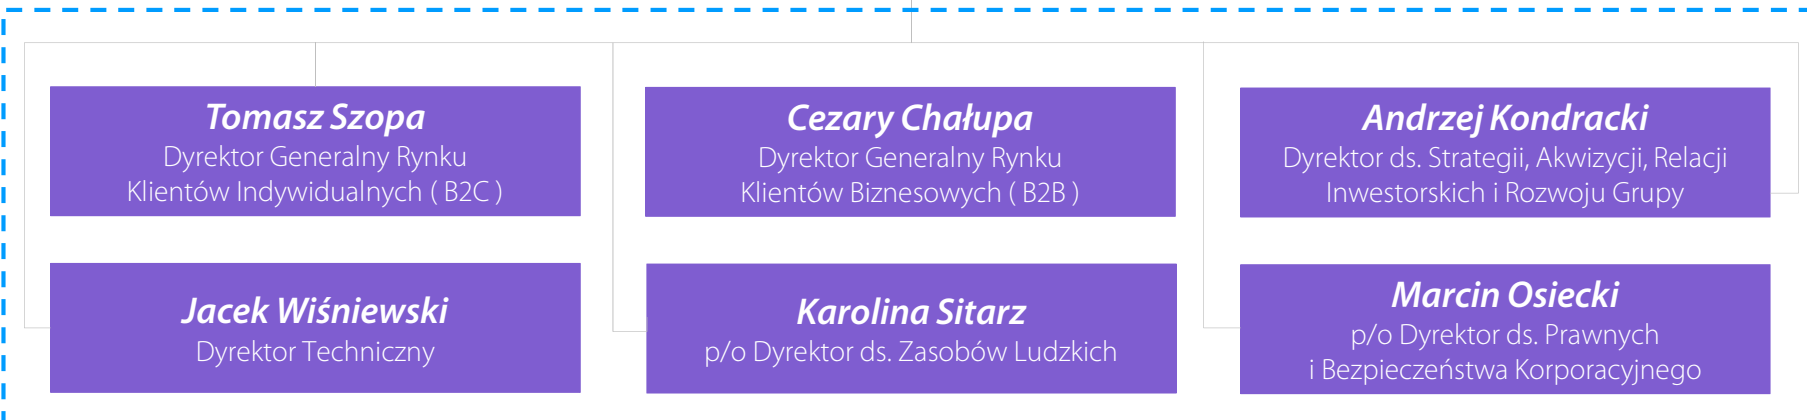 Tomasz Szopa
Dyrektor Generalny Rynku
Klientów Indywidualnych ( B2C )
Cezary Chałupa
Dyrektor Generalny Rynku
Klientów Biznesowych ( B2B )
Andrzej Kondracki
Dyrektor ds. Strategii, Akwizycji, Relacji
Inwestorskich i Rozwoju Grupy
Jacek Wiśniewski
Dyrektor Techniczny
Karolina Sitarz
p/o Dyrektor ds. Zasobów Ludzkich
Marcin Osiecki
p/o Dyrektor ds. Prawnych
i Bezpieczeństwa Korporacyjnego